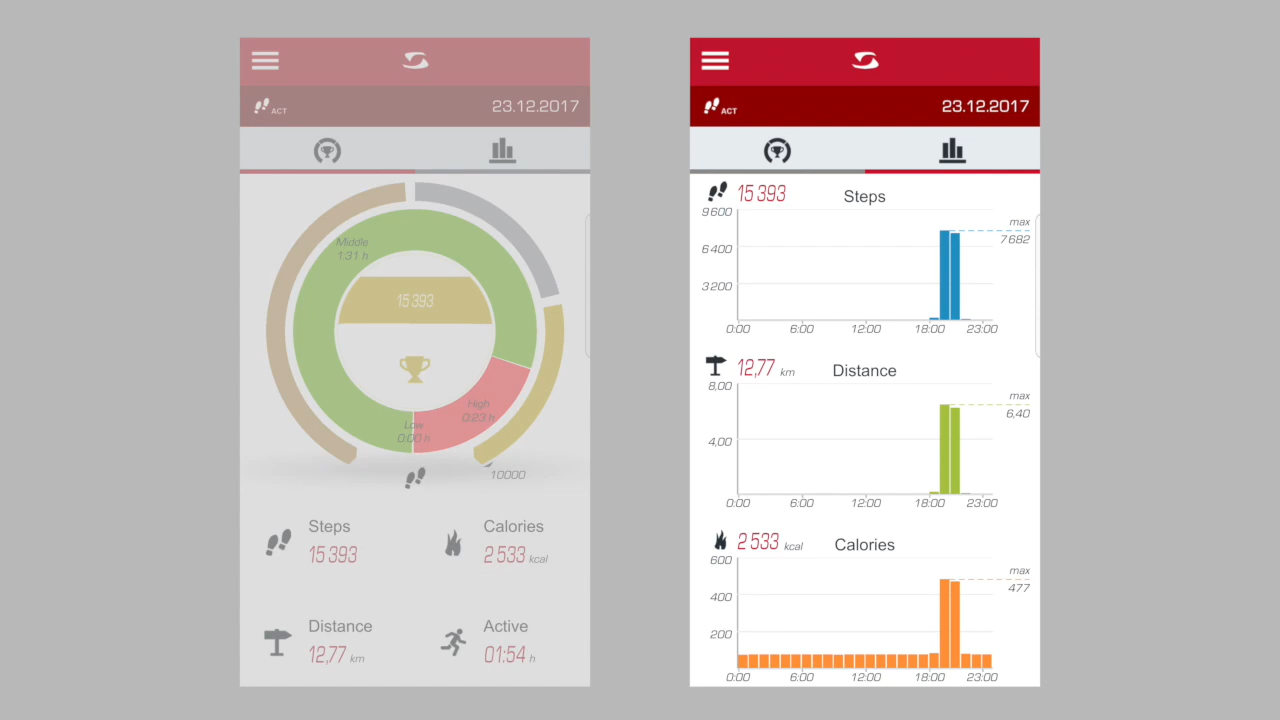 ACT
23.12.2017
Middle
1:31 h
15 393
High
0:23 h
Low
0:00 h
10000
Steps
15 393
Calories
2 533 kcal
Distance
12,77 km
Active
01:54 h
ACT
23.12.2017
15 393 Steps
9 600
6 400
3 200
max
7 682
0:00 6:00 12:00 18:00 23:00
12,77 km Distance
8,00
4,00
max
6,40
0:00 6:00 12:00 18:00 23:00
2 533 kcal Calories
600
400
200
max
477
0:00 6:00 12:00 18:00 23:00